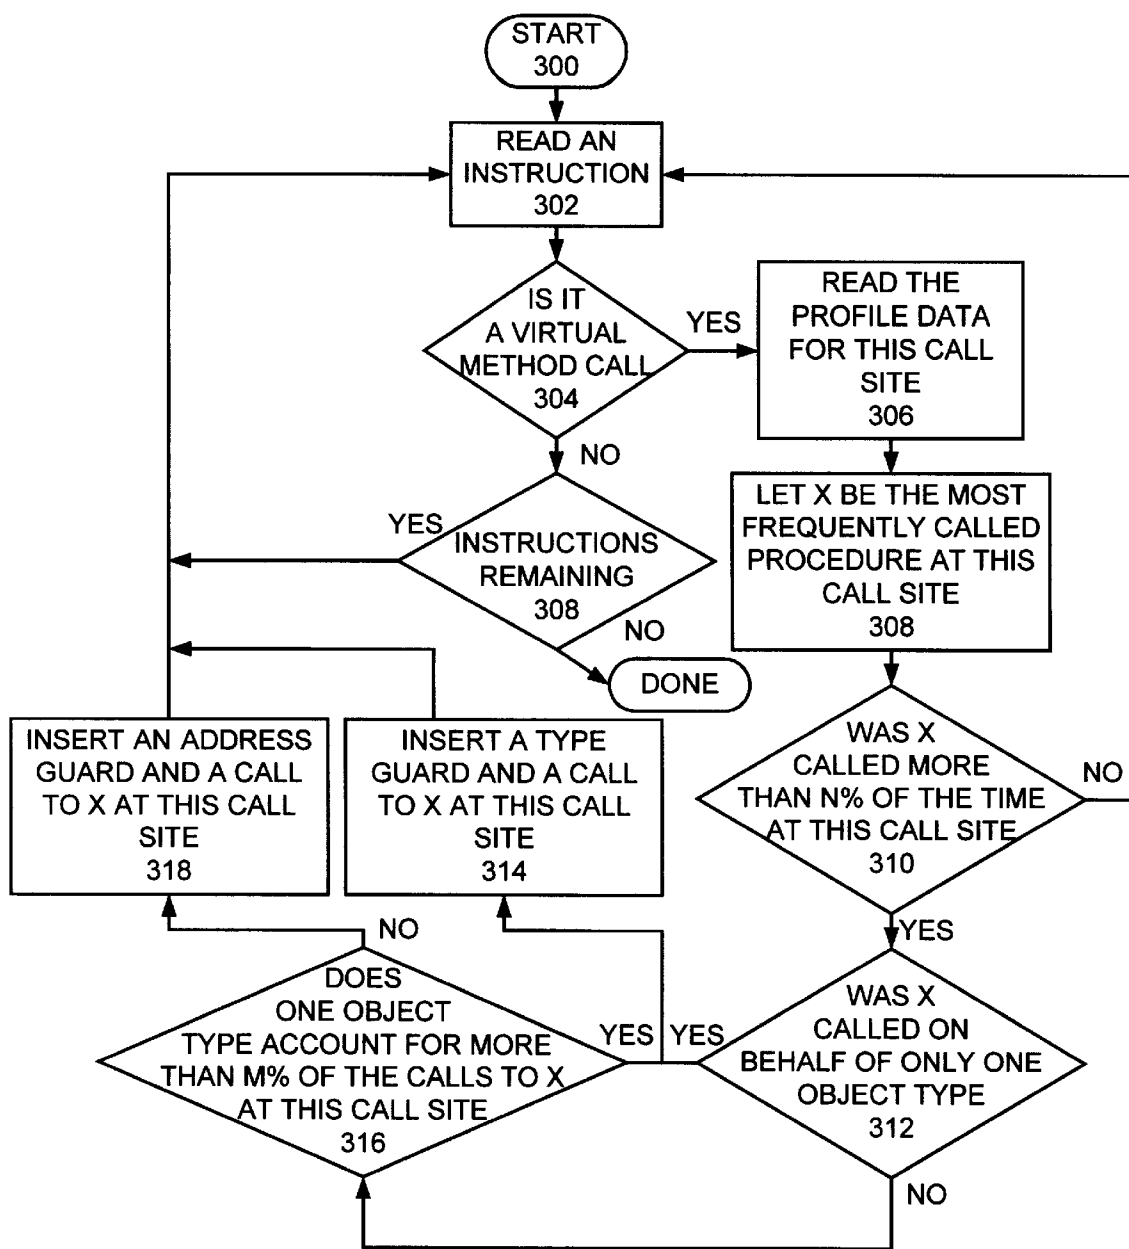 START
300
READ AN
INSTRUCTION
302
IS IT
A VIRTUAL
METHOD CALL
304
YES
READ THE
PROFILE DATA
FOR THIS CALL
SITE
306
NO
YES
INSTRUCTIONS
REMAINING
308
NO
DONE
LET X BE THE MOST
FREQUENTLY CALLED
PROCEDURE AT THIS
CALL SITE
308
WAS X
CALLED MORE
THAN N% OF THE TIME
AT THIS CALL SITE
310
NO
YES
INSERT AN ADDRESS
GUARD AND A CALL
TO X AT THIS CALL
SITE
318
INSERT A TYPE
GUARD AND A CALL
TO X AT THIS CALL
SITE
314
NO
DOES
ONE OBJECT
TYPE ACCOUNT FOR MORE
THAN M% OF THE CALLS TO X
AT THIS CALL SITE
316
YES
YES
WAS X
CALLED ON
BEHALF OF ONLY ONE
OBJECT TYPE
312
NO